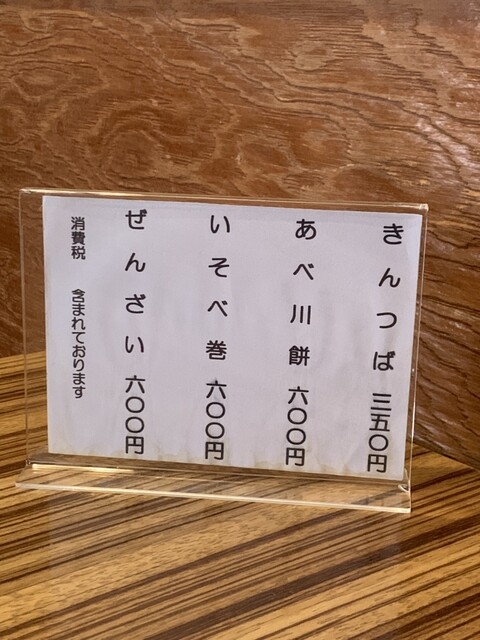 きんつば 三五〇円
あべ川餅 六〇〇円
いそべ巻 六〇〇円
ぜんざい 六〇〇円
消費税 含まれております